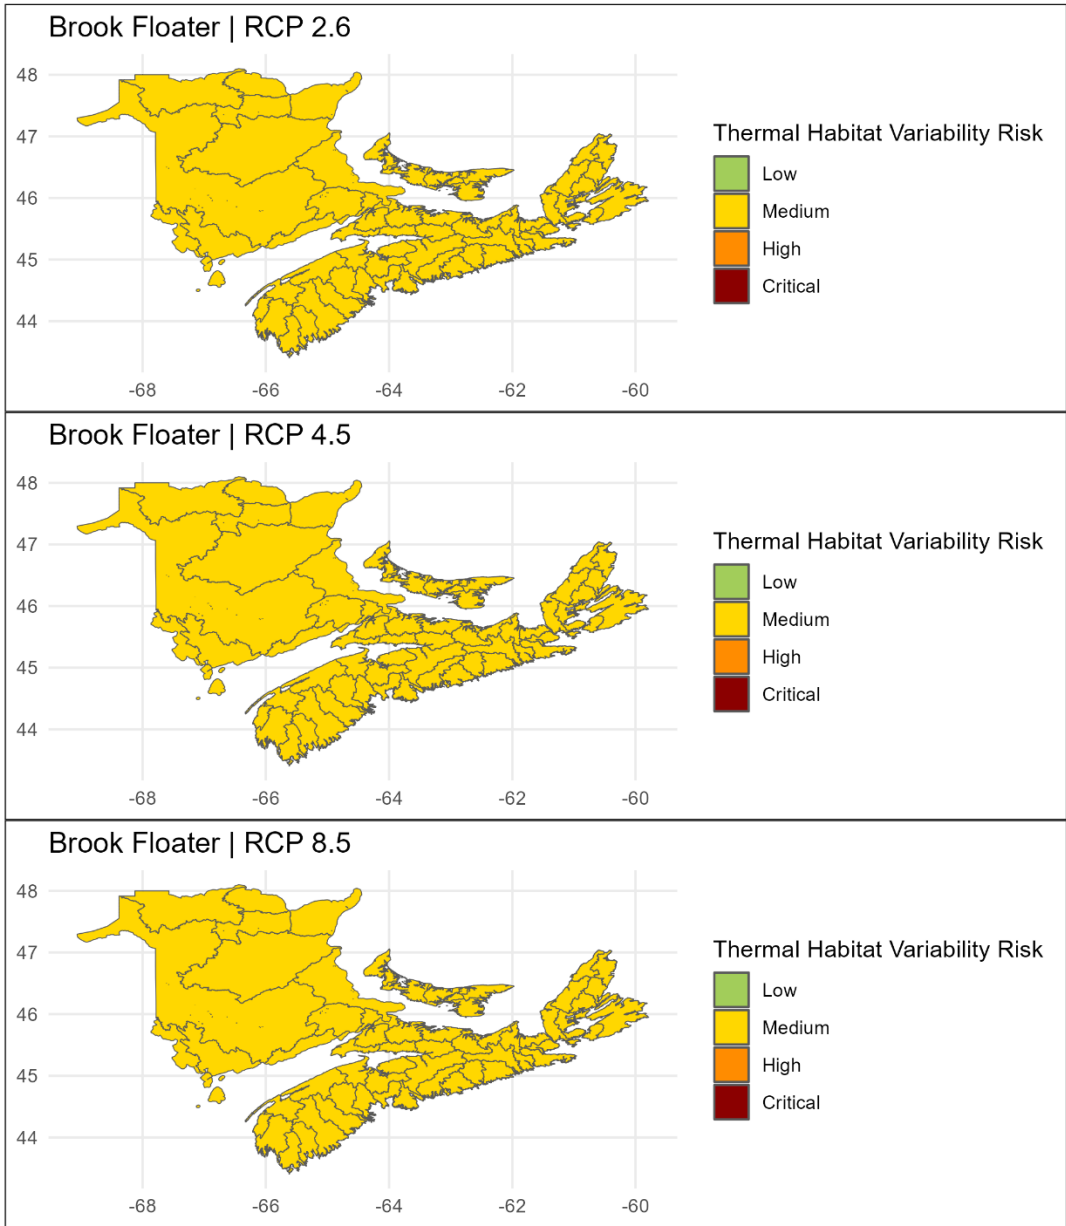 Brook Floater | RCP 2.6
48
47
46
45
44
-68
-66
-64
-62
-60
Thermal Habitat Variability Risk
Low
Medium
High
Critical
Brook Floater | RCP 4.5
48
47
46
45
44
-68
-66
-64
-62
-60
Thermal Habitat Variability Risk
Low
Medium
High
Critical
Brook Floater | RCP 8.5
48
47
46
45
44
-68
-66
-64
-62
-60
Thermal Habitat Variability Risk
Low
Medium
High
Critical